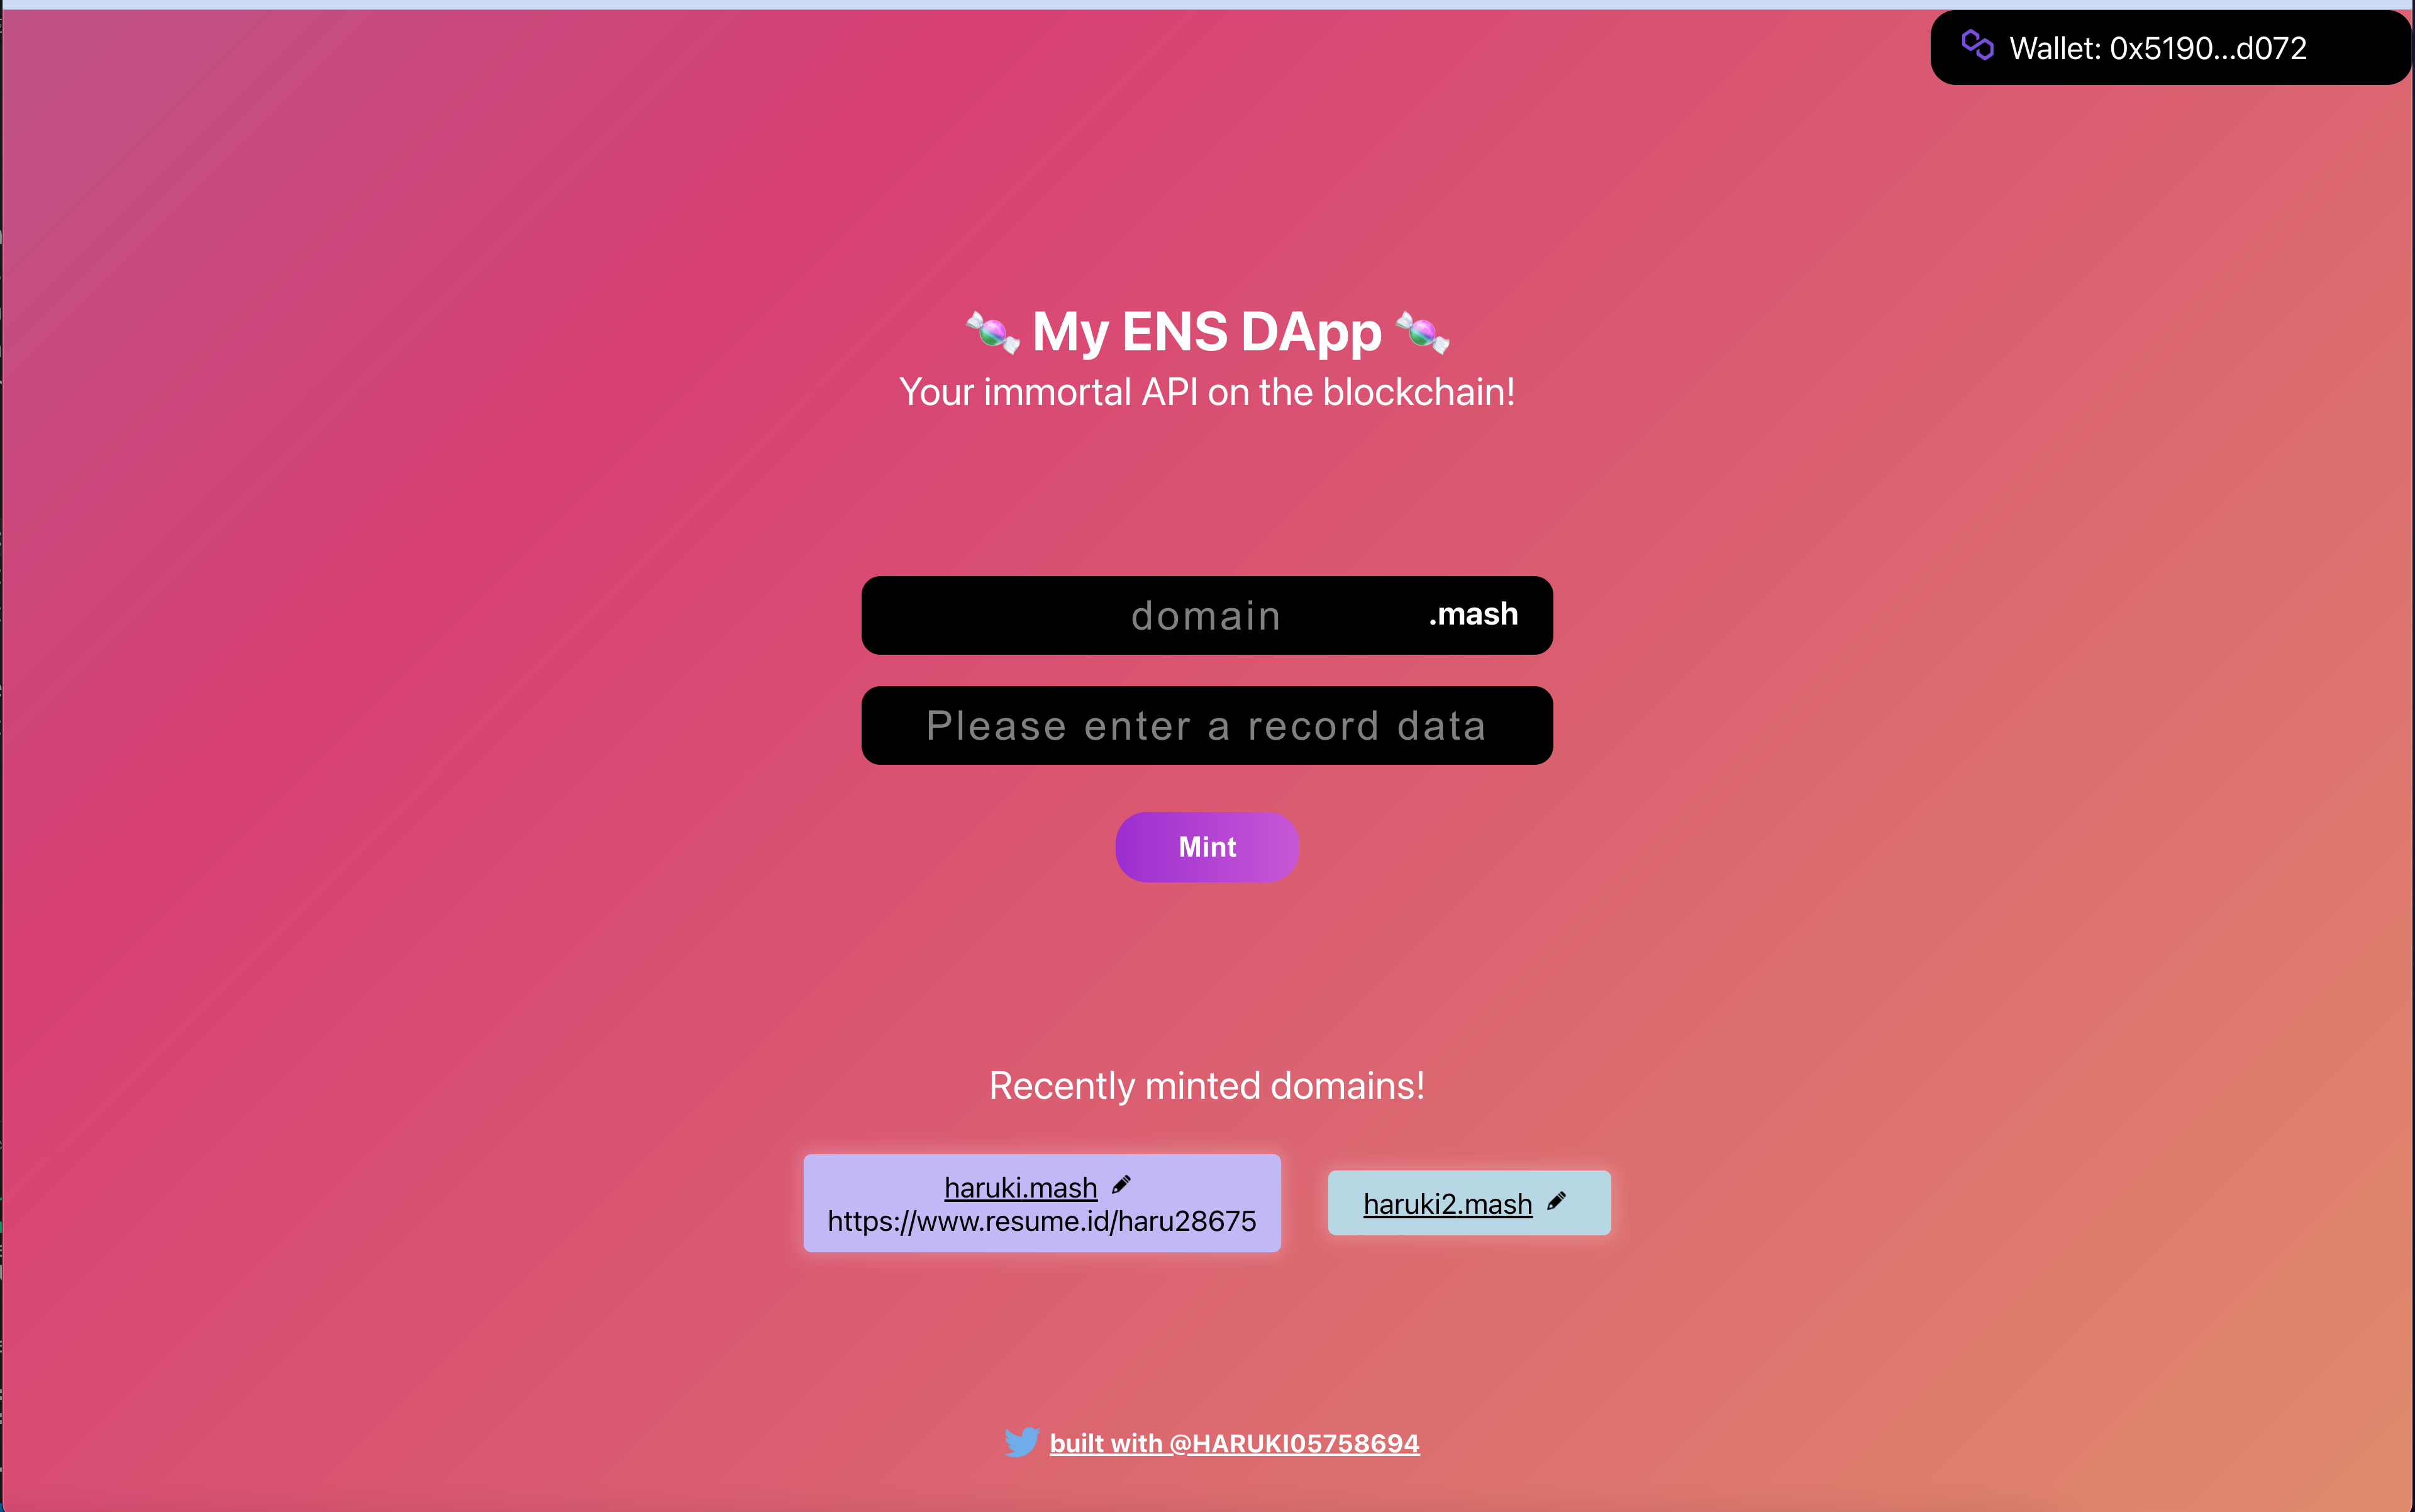 Wallet: 0x5190...d072
My ENS DApp
Your immortal API on the blockchain!
domain .mash
Please enter a record data
Mint
Recently minted domains!
haruki.mash
https://www.resume.id/haru28675
haruki2.mash
built with @HARUKI05758694